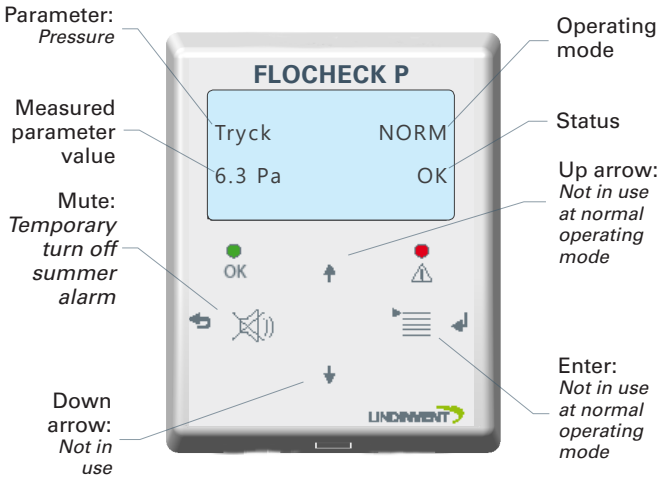 Parameter:
Pressure
Measured
parameter
value
Mute:
Temporary
turn off
summer
alarm
Down
arrow:
Not in
use
FLOCHECK P
Tryck NORM
6.3 Pa OK
OK
LINDINVENT
Operating
mode
Status
Up arrow:
Not in use
at normal
operating
mode
Enter:
Not in use
at normal
operating
mode